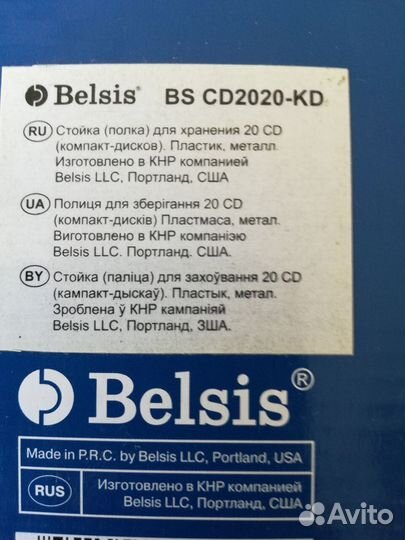 Belsis® BS CD2020-KD
RU Стойка (полка) для хранения 20 CD
(компакт-дисков). Пластик, металл.
Изготовлено в КНР компанией
Belsis LLC, Портланд, США
UA Полиця для зберігання 20 CD
(компакт-дисків) Пластмаса, метал.
Виготовлено в КНР компанією
Belsis LLC, Портланд, США.
BY Стойка (паліца) для захоўвання 20 CD
(кампакт-дыскаў). Пластык, метал.
Зроблена ў КНР кампаніяй
Belsis LLC, Портланд, ЗША.
Belsis®
Made in P.R.C. by Belsis LLC, Portland, USA
RUS Изготовлено в КНР компанией
Belsis LLC, Портланд, США
Avito